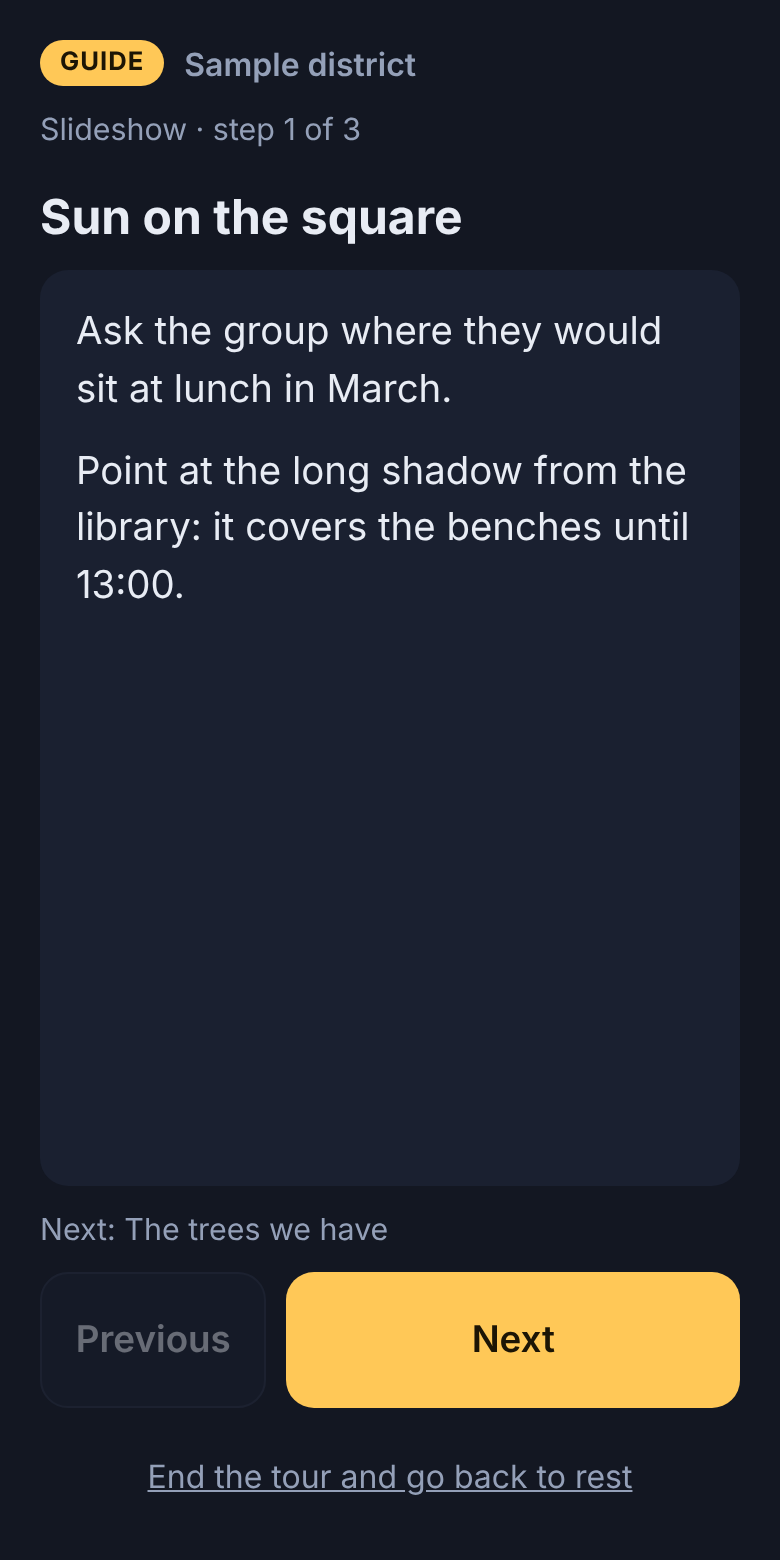 GUIDE Sample district
Slideshow · step 1 of 3
Sun on the square
Ask the group where they would
sit at lunch in March.
Point at the long shadow from the
library: it covers the benches until
13:00.
Next: The trees we have
Previous Next
End the tour and go back to rest